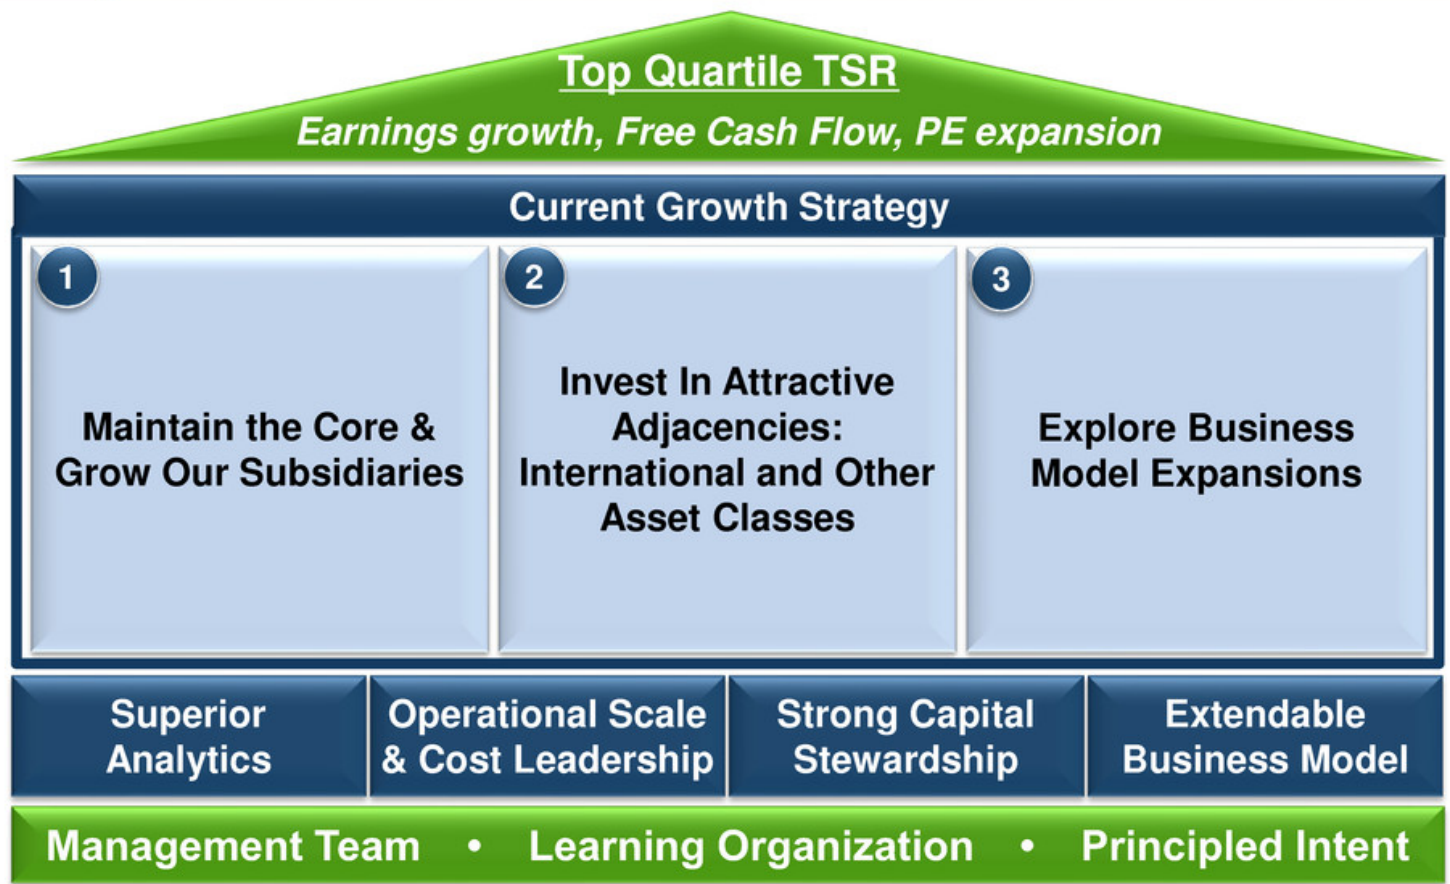 Top Quartile TSR
Earnings growth, Free Cash Flow, PE expansion
Current Growth Strategy
1
Maintain the Core &
Grow Our Subsidiaries
2
Invest In Attractive
Adjacencies:
International and Other
Asset Classes
3
Explore Business
Model Expansions
Superior
Analytics
Operational Scale
& Cost Leadership
Strong Capital
Stewardship
Extendable
Business Model
Management Team • Learning Organization • Principled Intent